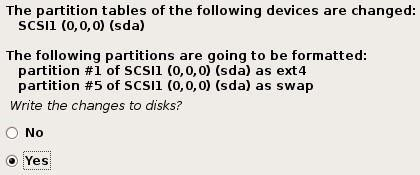 The partition tables of the following devices are changed:
SCSI1 (0,0,0) (sda)
The following partitions are going to be formatted:
partition #1 of SCSI1 (0,0,0) (sda) as ext4
partition #5 of SCSI1 (0,0,0) (sda) as swap
Write the changes to disks?
No
Yes